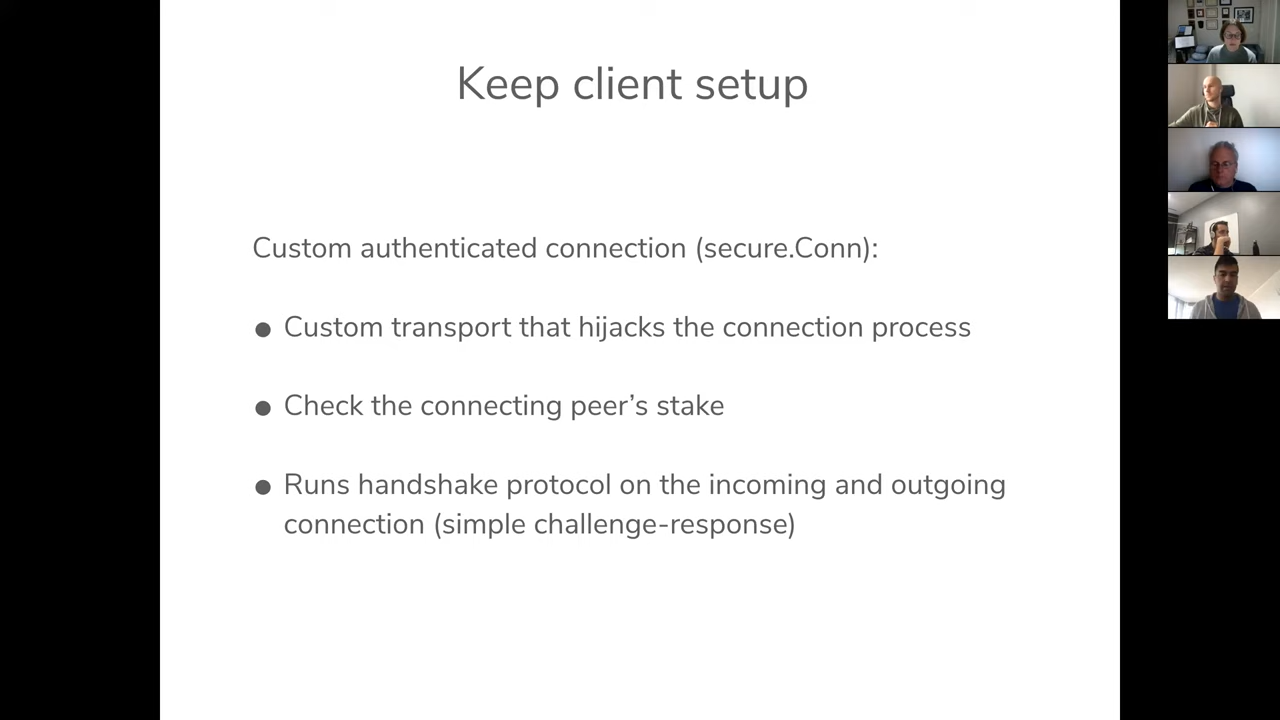 Keep client setup
Custom authenticated connection (secure.Conn):
● Custom transport that hijacks the connection process
● Check the connecting peer’s stake
● Runs handshake protocol on the incoming and outgoing
connection (simple challenge-response)